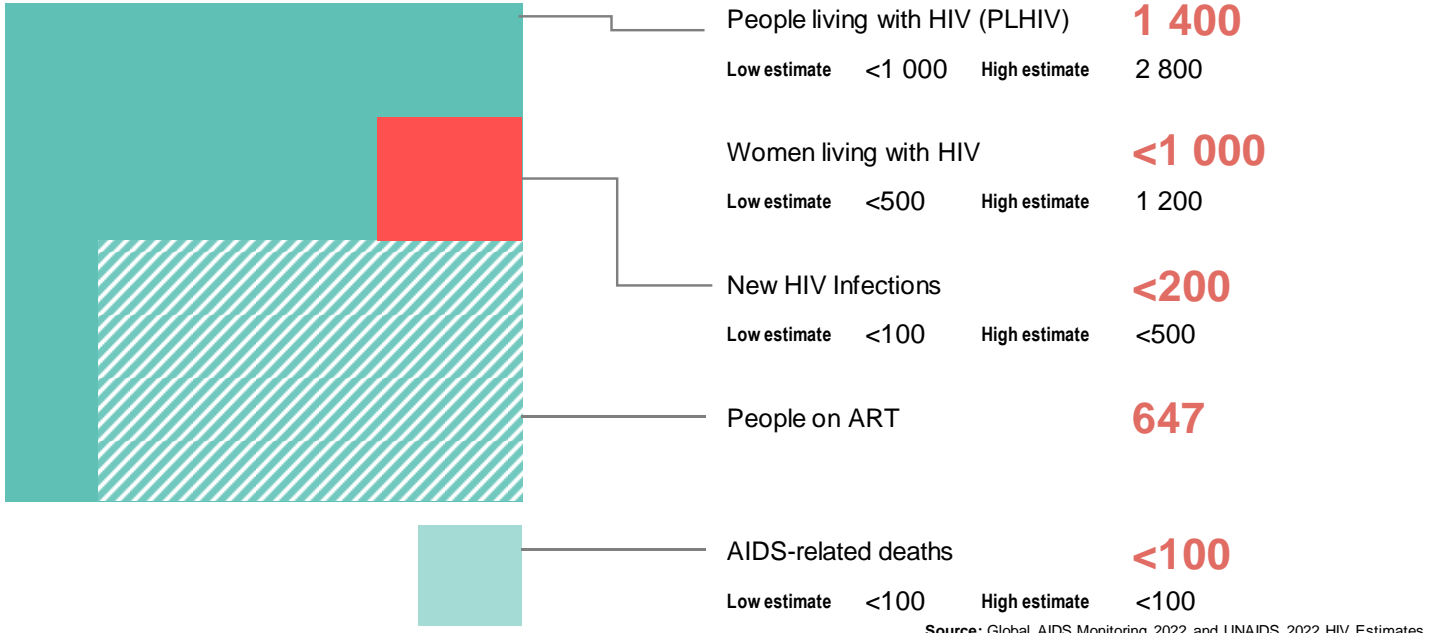 People living with HIV (PLHIV) 1 400
Low estimate <1 000 High estimate 2 800
Women living with HIV <1 000
Low estimate <500 High estimate 1 200
New HIV Infections <200
Low estimate <100 High estimate <500
People on ART 647
AIDS-related deaths <100
Low estimate <100 High estimate <100
Source: Global AIDS Monitoring 2022 and UNAIDS 2022 HIV Estimates